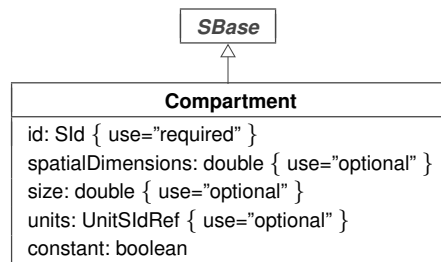 SBase
Compartment
id: SId { use=”required” }
spatialDimensions: double { use=”optional” }
size: double { use=”optional” }
units: UnitSIdRef { use=”optional” }
constant: boolean